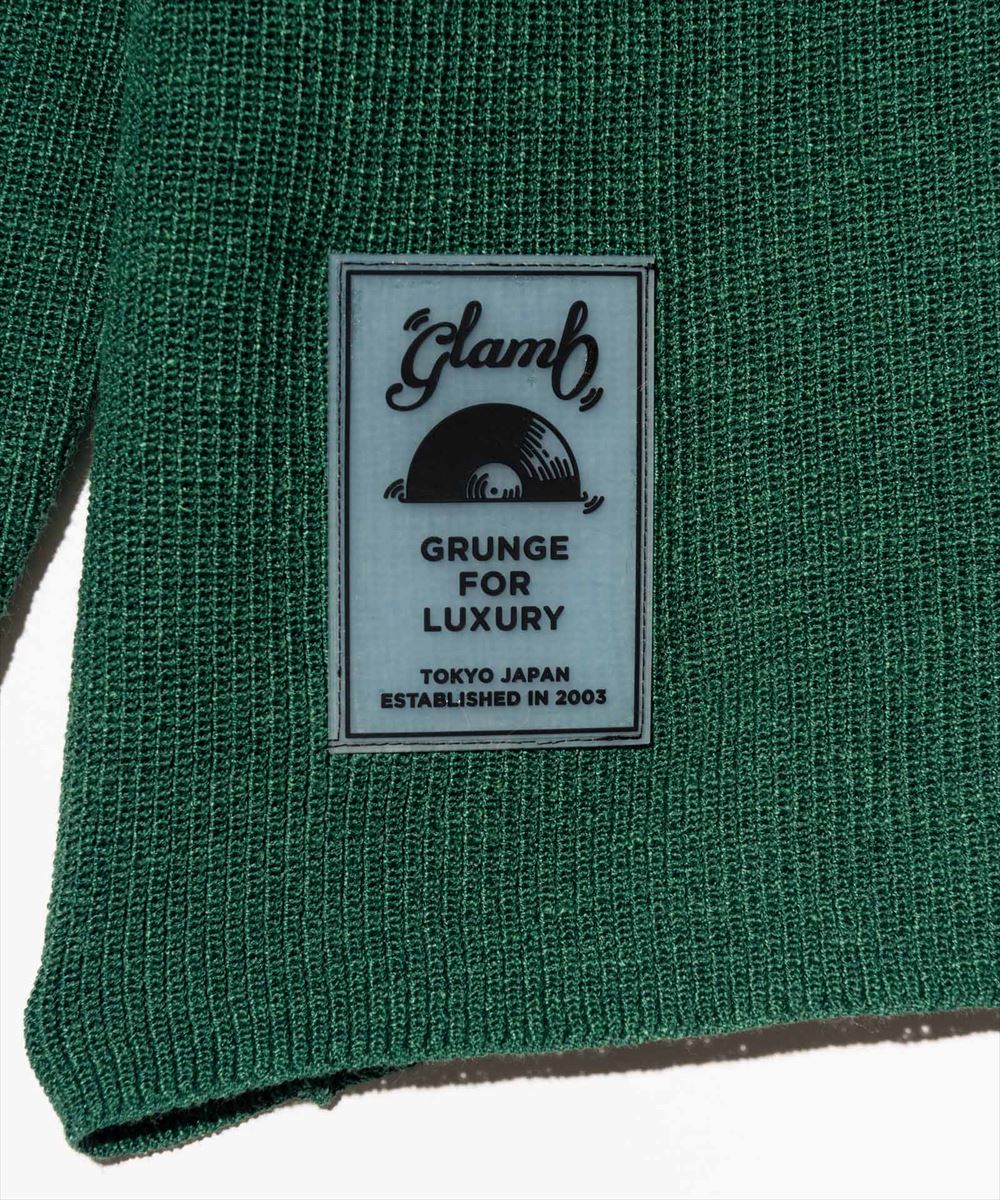 glamb
GRUNGE
FOR
LUXURY
TOKYO JAPAN
ESTABLISHED IN 2003